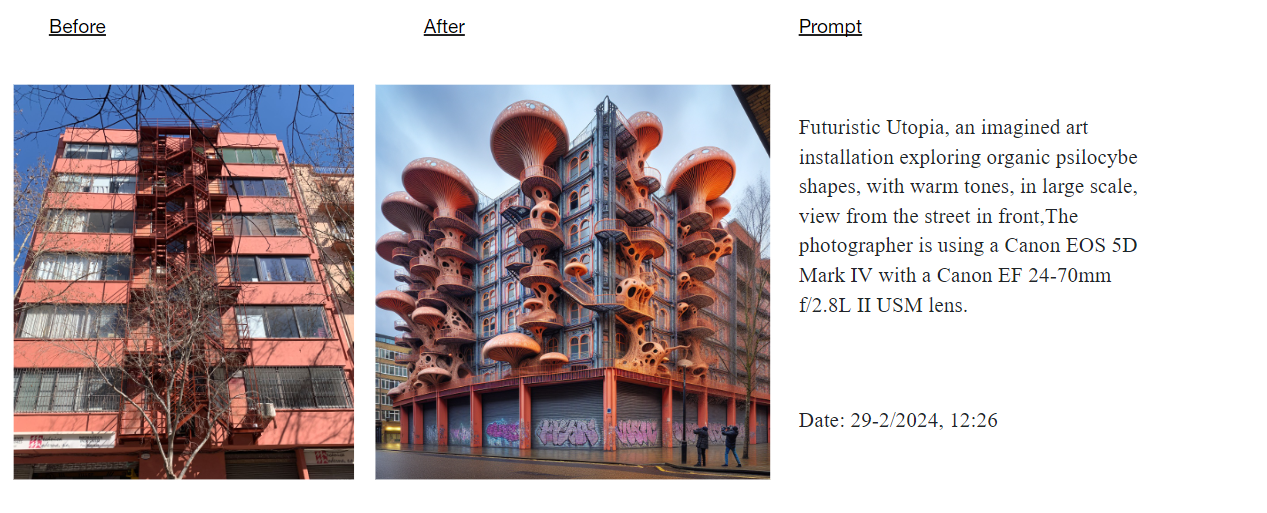 Before
After
Prompt
Futuristic Utopia, an imagined art
installation exploring organic psilocybe
shapes, with warm tones, in large scale,
view from the street in front,The
photographer is using a Canon EOS 5D
Mark IV with a Canon EF 24-70mm
f/2.8L II USM lens.
Date: 29-2/2024, 12:26